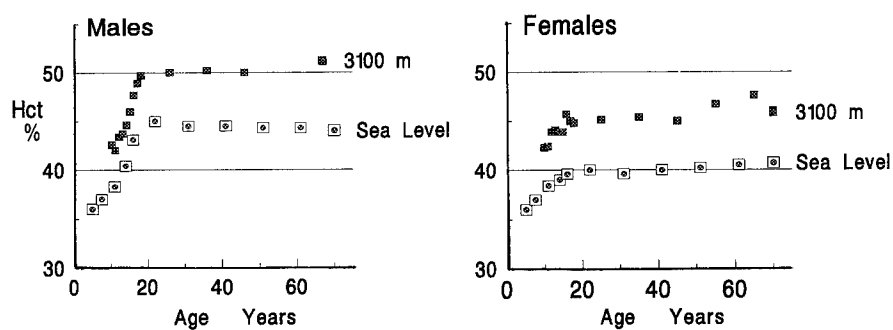 Males
50
Hct
%
40
30
0 20 40 60
Age Years
3100 m
Sea Level
Females
50
40
30
0 20 40 60
Age Years
3100 m
Sea Level